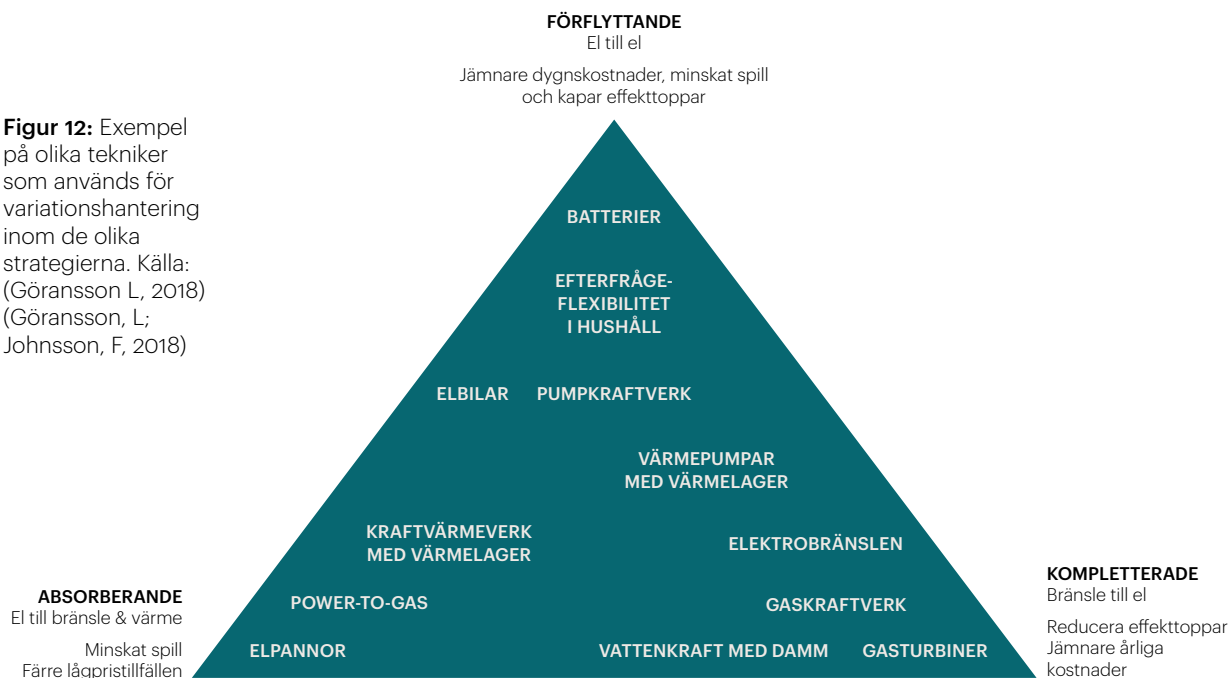 FÖRFLYTTANDE
El till el
Jämnare dygnskostnader, minskat spill
och kapar effekttoppar
Figur 12: Exempel
på olika tekniker
som används för
variationshantering
inom de olika
strategierna. Källa:
(Göransson L, 2018)
(Göransson, L;
Johnsson, F, 2018)
BATTERIER
EFTERFRÅGE-
FLEXIBILITET
I HUSHÅLL
ELBILAR
PUMPKRAFTVERK
VÄRMEPUMPAR
MED VÄRMELAGER
KRAFTVÄRMEVERK
MED VÄRMELAGER
ELEKTROBRÄNSLEN
POWER-TO-GAS
GASKRAFTVERK
ELPANNOR
VATTENKRAFT MED DAMM
GASTURBINER
ABSORBERANDE
El till bränsle & värme
Minskat spill
Färre lågpristillfällen
KOMPLETTERADE
Bränsle till el
Reducera effekttoppar
Jämnare årliga
kostnader